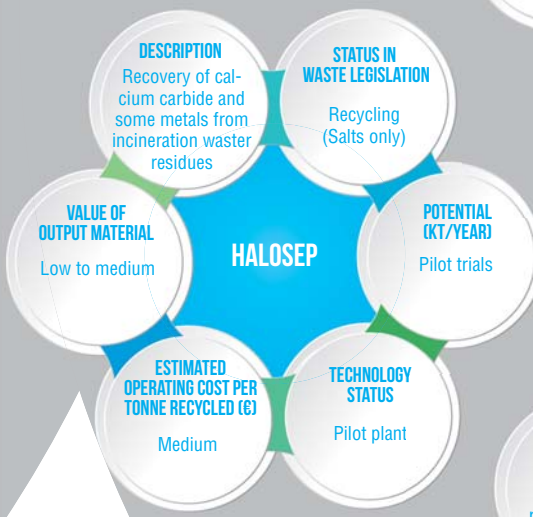 DESCRIPTION
Recovery of cal-
cium carbide and
some metals from
incineration waster
residues
STATUS IN
WASTE LEGISLATION
Recycling
(Salts only)
VALUE OF
OUTPUT MATERIAL
Low to medium
HALOSEP
POTENTIAL
(KT/YEAR)
Pilot trials
ESTIMATED
OPERATING COST PER
TONNE RECYCLED (€)
Medium
TECHNOLOGY
STATUS
Pilot plant